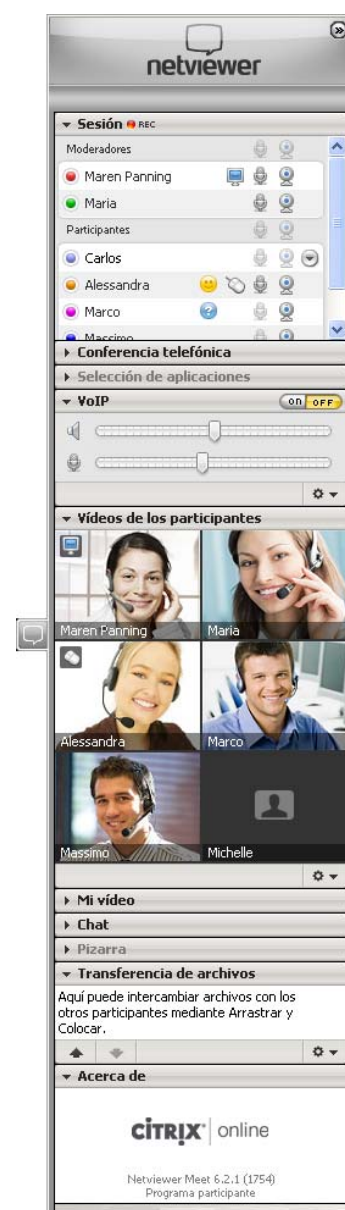 netviewer
Sesión REC
Moderadores
Maren Panning
Maria
Participantes
Carlos
Alessandra
Marco
Massimo
Conferencia telefónica
Selección de aplicaciones
VoIP on OFF
Vídeos de los participantes
Maren Panning Maria
Alessandra Marco
Massimo Michelle
Mi vídeo
Chat
Pizarra
Transferencia de archivos
Aquí puede intercambiar archivos con los
otros participantes mediante Arrastrar y
Colocar.
Acerca de
CİTRIX online
Netviewer Meet 6.2.1 (1754)
Programa participante